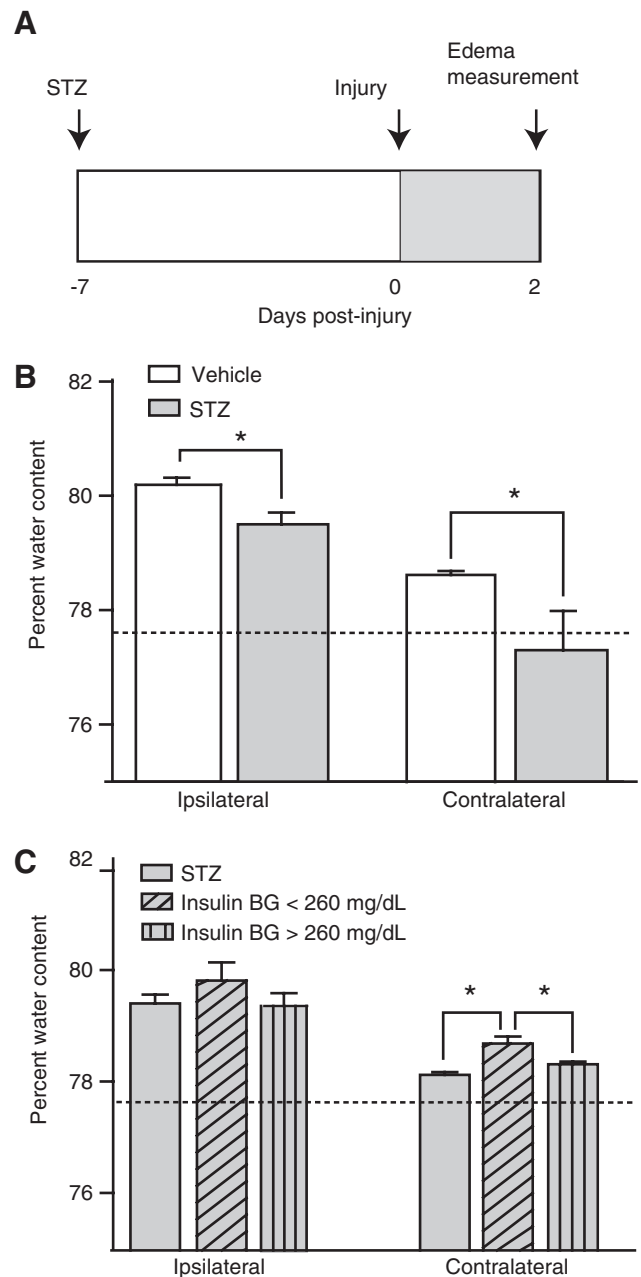 A
STZ
Injury
Edema
measurement
-7
0
2
Days post-injury
B
Vehicle
STZ
Percent water content
82
80
78
76
*
*
Ipsilateral
Contralateral
C
STZ
Insulin BG < 260 mg/dL
Insulin BG > 260 mg/dL
Percent water content
82
80
78
76
*
*
Ipsilateral
Contralateral